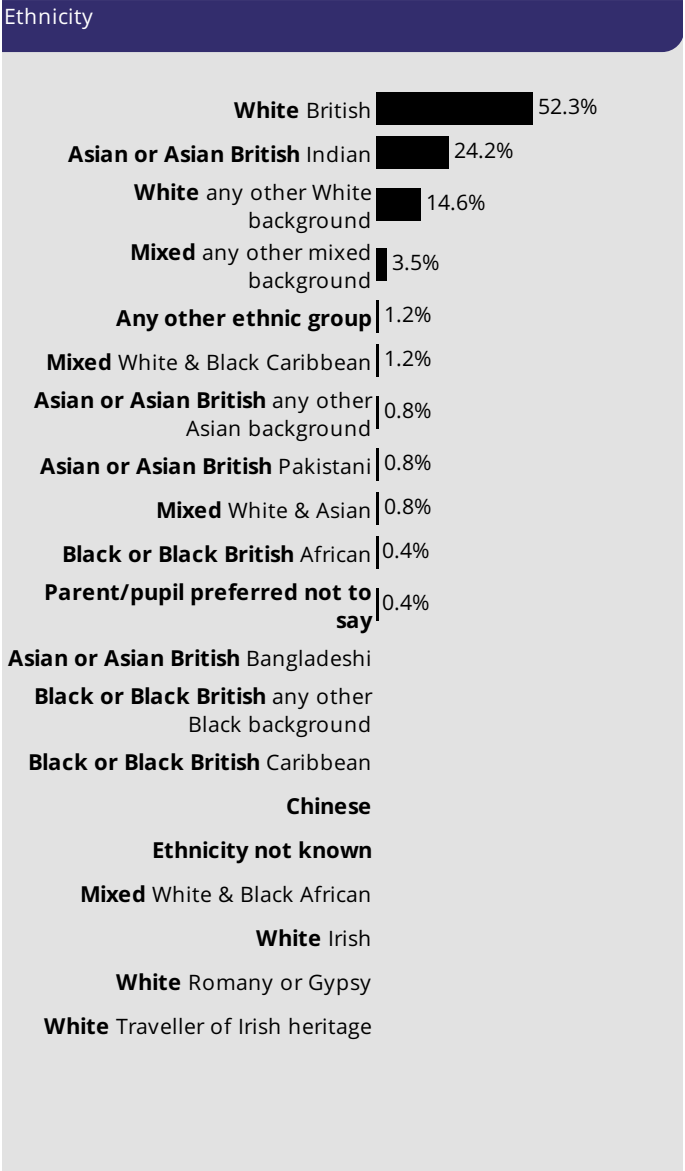 Ethnicity
White British 52.3%
Asian or Asian British Indian 24.2%
White any other White
background 14.6%
Mixed any other mixed
background 3.5%
Any other ethnic group 1.2%
Mixed White & Black Caribbean 1.2%
Asian or Asian British any other
Asian background 0.8%
Asian or Asian British Pakistani 0.8%
Mixed White & Asian 0.8%
Black or Black British African 0.4%
Parent/pupil preferred not to
say 0.4%
Asian or Asian British Bangladeshi
Black or Black British any other
Black background
Black or Black British Caribbean
Chinese
Ethnicity not known
Mixed White & Black African
White Irish
White Romany or Gypsy
White Traveller of Irish heritage